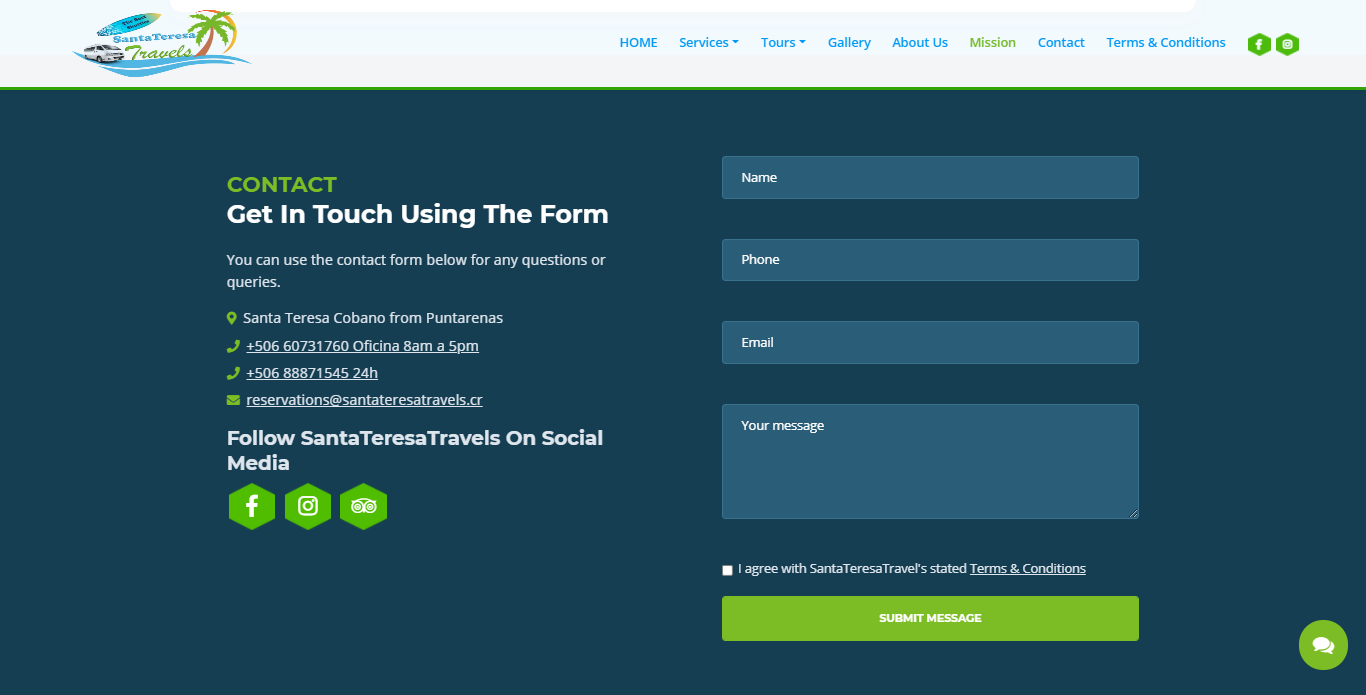 The Best Shuttles
SantaTeresa
Travels
HOME Services Tours Gallery About Us Mission Contact Terms & Conditions
CONTACT
Get In Touch Using The Form
You can use the contact form below for any questions or
queries.
Santa Teresa Cobano from Puntarenas
+506 60731760 Oficina 8am a 5pm
+506 88871545 24h
reservations@santateresatravels.cr
Follow SantaTeresaTravels On Social
Media
Name
Phone
Email
Your message
I agree with SantaTeresaTravel's stated Terms & Conditions
SUBMIT MESSAGE